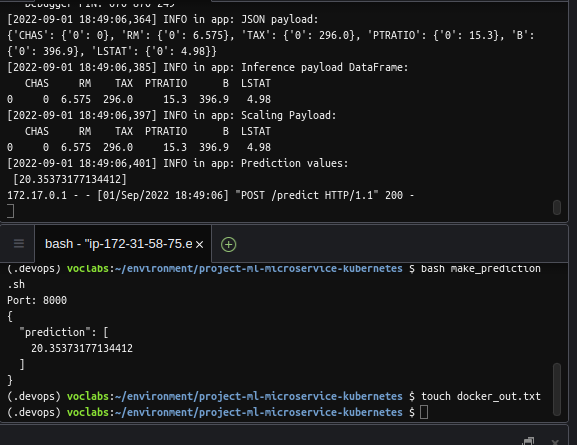 [2022-09-01 18:49:06,364] INFO in app: JSON payload:
{'CHAS': {'0': 0}, 'RM': {'0': 6.575}, 'TAX': {'0': 296.0}, 'PTRATIO': {'0': 15.3}, 'B':
{'0': 396.9}, 'LSTAT': {'0': 4.98}}
[2022-09-01 18:49:06,385] INFO in app: Inference payload DataFrame:
   CHAS     RM    TAX  PTRATIO      B  LSTAT
0     0  6.575  296.0     15.3  396.9   4.98
[2022-09-01 18:49:06,397] INFO in app: Scaling Payload:
   CHAS     RM    TAX  PTRATIO      B  LSTAT
0     0  6.575  296.0     15.3  396.9   4.98
[2022-09-01 18:49:06,401] INFO in app: Prediction values:
 [20.35373177134412]
172.17.0.1 - - [01/Sep/2022 18:49:06] "POST /predict HTTP/1.1" 200 -
bash - "ip-172-31-58-75.e ×
(.devops) voclabs:~/environment/project-ml-microservice-kubernetes $ bash make_prediction
.sh
Port: 8000
{
  "prediction": [
    20.35373177134412
  ]
}
(.devops) voclabs:~/environment/project-ml-microservice-kubernetes $ touch docker_out.txt
(.devops) voclabs:~/environment/project-ml-microservice-kubernetes $